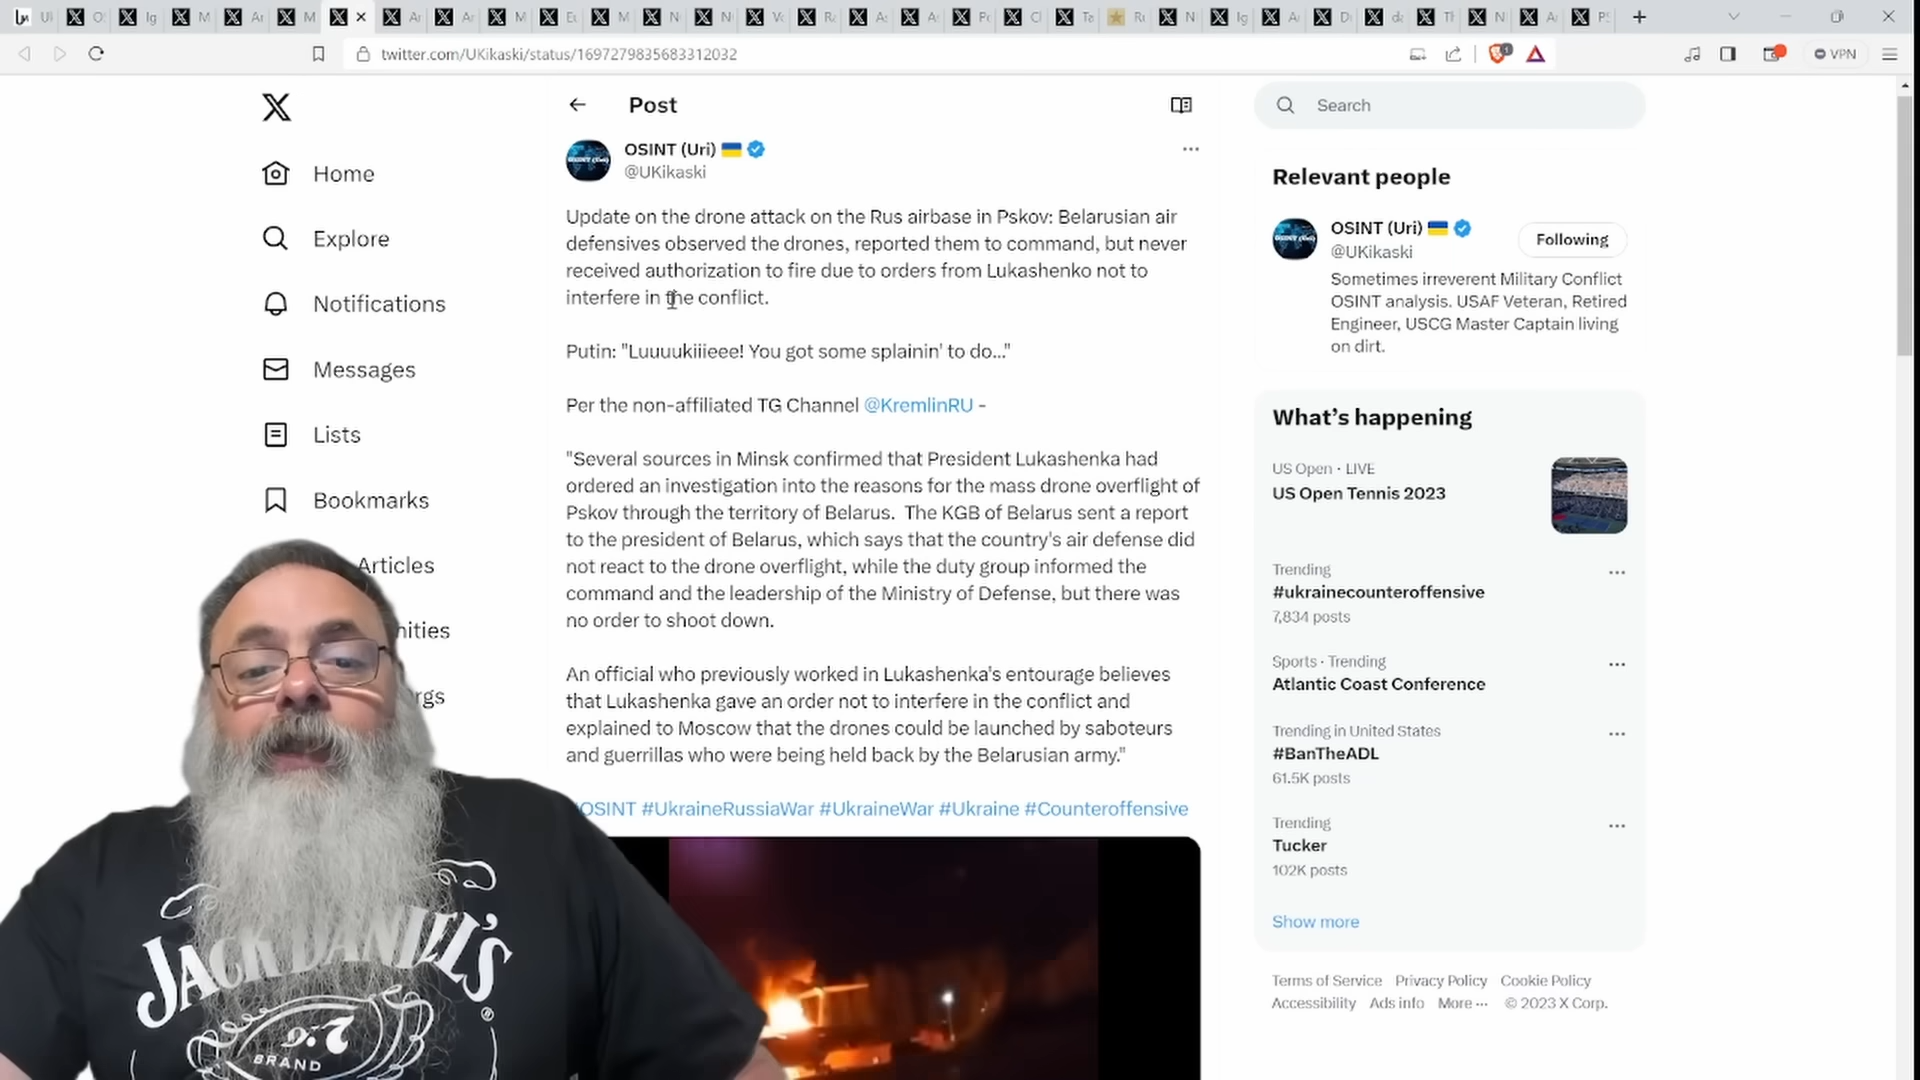 twitter.com/UKikaski/status/1697279835683312032
VPN
Post
Search
OSINT (Uri)
@UKikaski
Home
Explore
Notifications
Messages
Lists
Bookmarks
Articles
Update on the drone attack on the Rus airbase in Pskov: Belarusian air
defensives observed the drones, reported them to command, but never
received authorization to fire due to orders from Lukashenko not to
interfere in the conflict.
Putin: "Luuuukiiieeee! You got some splainin' to do..."
Per the non-affiliated TG Channel @KremlinRU -
"Several sources in Minsk confirmed that President Lukashenka had
ordered an investigation into the reasons for the mass drone overflight of
Pskov through the territory of Belarus. The KGB of Belarus sent a report
to the president of Belarus, which says that the country's air defense did
not react to the drone overflight, while the duty group informed the
command and the leadership of the Ministry of Defense, but there was
no order to shoot down.
An official who previously worked in Lukashenka's entourage believes
that Lukashenka gave an order not to interfere in the conflict and
explained to Moscow that the drones could be launched by saboteurs
and guerrillas who were being held back by the Belarusian army."
OSINT #UkraineRussiaWar #UkraineWar #Ukraine #Counteroffensive
Relevant people
OSINT (Uri)
@UKikaski
Following
Sometimes irreverent Military Conflict
OSINT analysis. USAF Veteran, Retired
Engineer, USCG Master Captain living
on dirt.
What's happening
US Open · LIVE
US Open Tennis 2023
Trending
#ukrainecounteroffensive
7,834 posts
Sports · Trending
Atlantic Coast Conference
Trending in United States
#BanTheADL
61.5K posts
Trending
Tucker
102K posts
Show more
Terms of Service Privacy Policy Cookie Policy
Accessibility Ads info More ··· © 2023 X Corp.
JACK DANIEL'S
BRAND